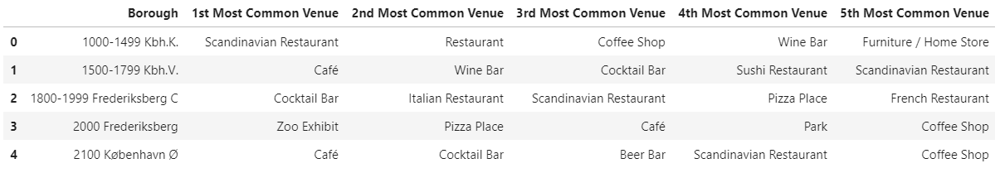 Borough 1st Most Common Venue 2nd Most Common Venue 3rd Most Common Venue 4th Most Common Venue 5th Most Common Venue
0 1000-1499 Kbh.K. Scandinavian Restaurant Restaurant Coffee Shop Wine Bar Furniture / Home Store
1 1500-1799 Kbh.V. Café Wine Bar Cocktail Bar Sushi Restaurant Scandinavian Restaurant
2 1800-1999 Frederiksberg C Cocktail Bar Italian Restaurant Scandinavian Restaurant Pizza Place French Restaurant
3 2000 Frederiksberg Zoo Exhibit Pizza Place Café Park Coffee Shop
4 2100 København Ø Café Cocktail Bar Beer Bar Scandinavian Restaurant Coffee Shop